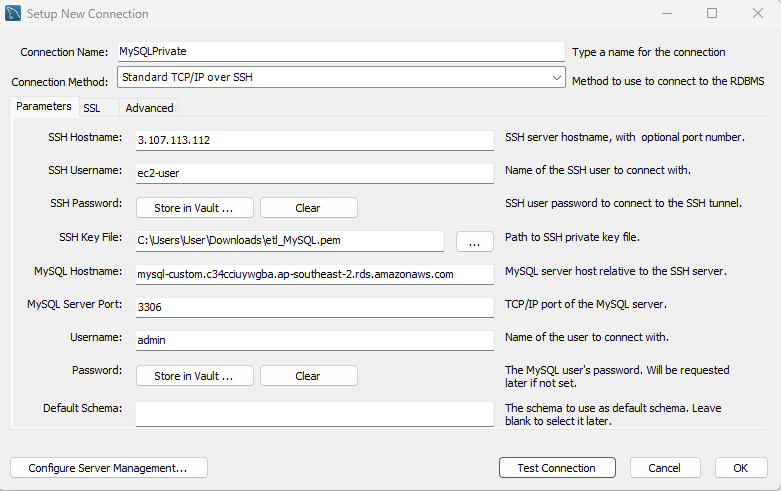 Setup New Connection
Connection Name: MySQLPrivate Type a name for the connection
Connection Method: Standard TCP/IP over SSH Method to use to connect to the RDBMS
Parameters SSL Advanced
SSH Hostname: 3.107.113.112 SSH server hostname, with optional port number.
SSH Username: ec2-user Name of the SSH user to connect with.
SSH Password: Store in Vault ... Clear SSH user password to connect to the SSH tunnel.
SSH Key File: C:\Users\User\Downloads\etl_MySQL.pem ... Path to SSH private key file.
MySQL Hostname: mysql-custom.c34cciuywgba.ap-southeast-2.rds.amazonaws.com MySQL server host relative to the SSH server.
MySQL Server Port: 3306 TCP/IP port of the MySQL server.
Username: admin Name of the user to connect with.
Password: Store in Vault ... Clear The MySQL user's password. Will be requested
later if not set.
Default Schema: The schema to use as default schema. Leave
blank to select it later.
Configure Server Management... Test Connection Cancel OK